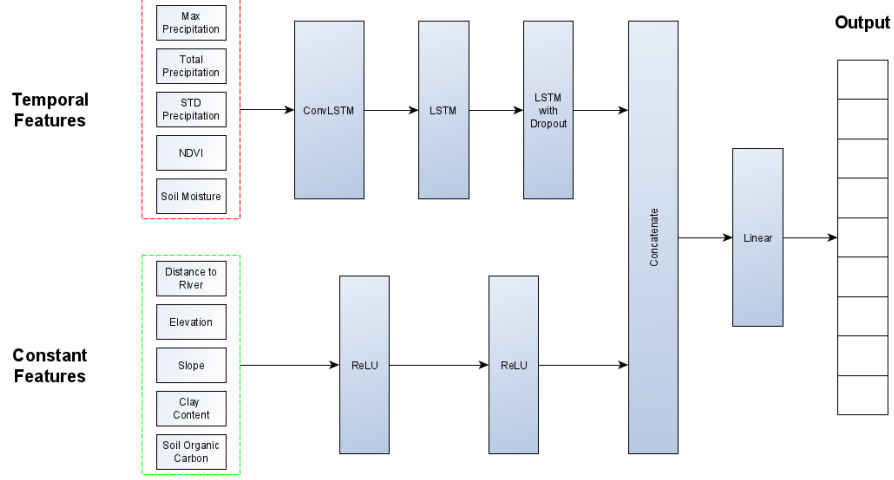 Temporal
Features
Max
Precipitation
Total
Precipitation
STD
Precipitation
NDVI
Soil Moisture
ConvLSTM
LSTM
LSTM
with
Dropout
Constant
Features
Distance to
River
Elevation
Slope
Clay
Content
Soil Organic
Carbon
ReLU
ReLU
Concatenate
Linear
Output